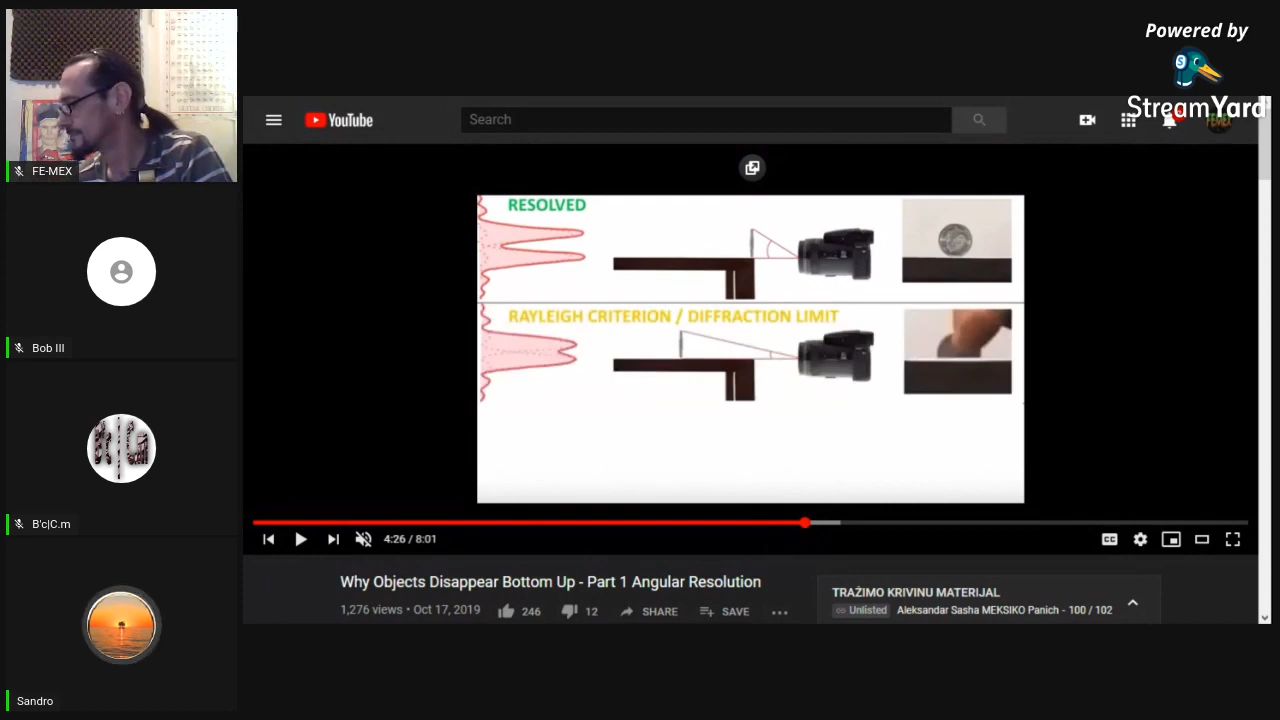 Powered by
StreamYard
FE-MEX
Bob III
B'c|C.m
Sandro
YouTube
Search
RESOLVED
RAYLEIGH CRITERION / DIFFRACTION LIMIT
4:26 / 8:01
CC
Why Objects Disappear Bottom Up - Part 1 Angular Resolution
1,276 views • Oct 17, 2019
246
12
SHARE
SAVE
TRAŽIMO KRIVINU MATERIJAL
Unlisted
Aleksandar Sasha MEKSIKO Panich - 100 / 102